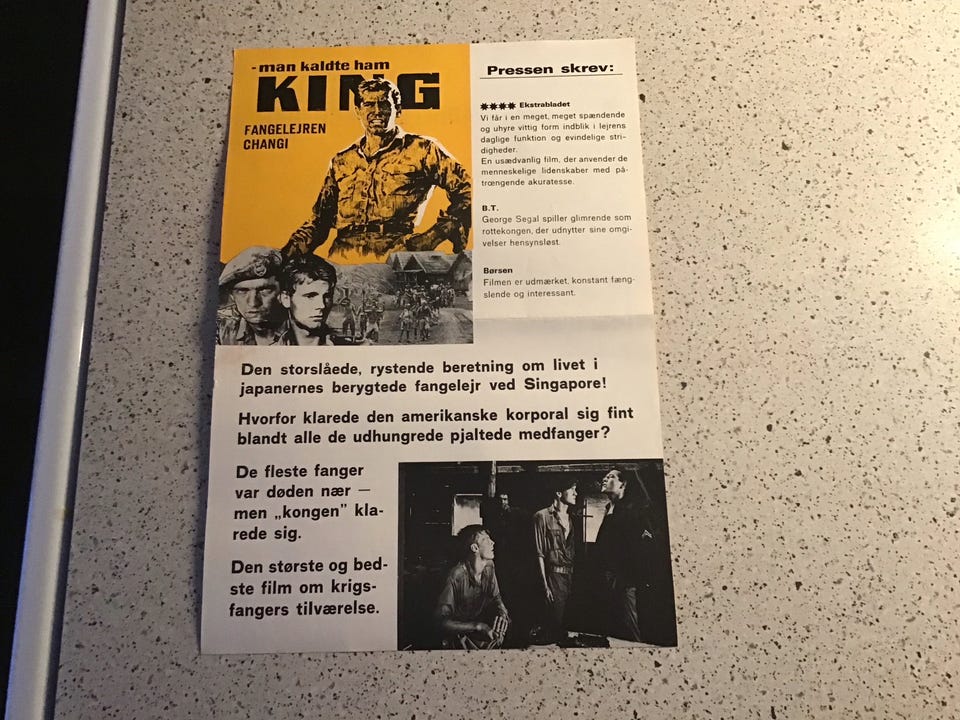 - man kaldte ham
KING
FANGELEJREN
CHANGI
Pressen skrev:
**** Ekstrabladet
Vi får i en meget, meget spændende
og uhyre vittig form indblik i lejrens
daglige funktion og evindelige stri-
digheder.
En usædvanlig film, der anvender de
menneskelige lidenskaber med på-
trængende akuratesse.
B.T.
George Segal spiller glimrende som
rottekongen, der udnytter sine omgi-
velser hensynsløst.
Børsen
Filmen er udmærket, konstant fæng-
slende og interessant.
Den storslåede, rystende beretning om livet i
japanernes berygtede fangelejr ved Singapore!
Hvorfor klarede den amerikanske korporal sig fint
blandt alle de udhungrede pjaltede medfanger?
De fleste fanger
var døden nær —
men „kongen" kla-
rede sig.
Den største og bed-
ste film om krigs-
fangers tilværelse.